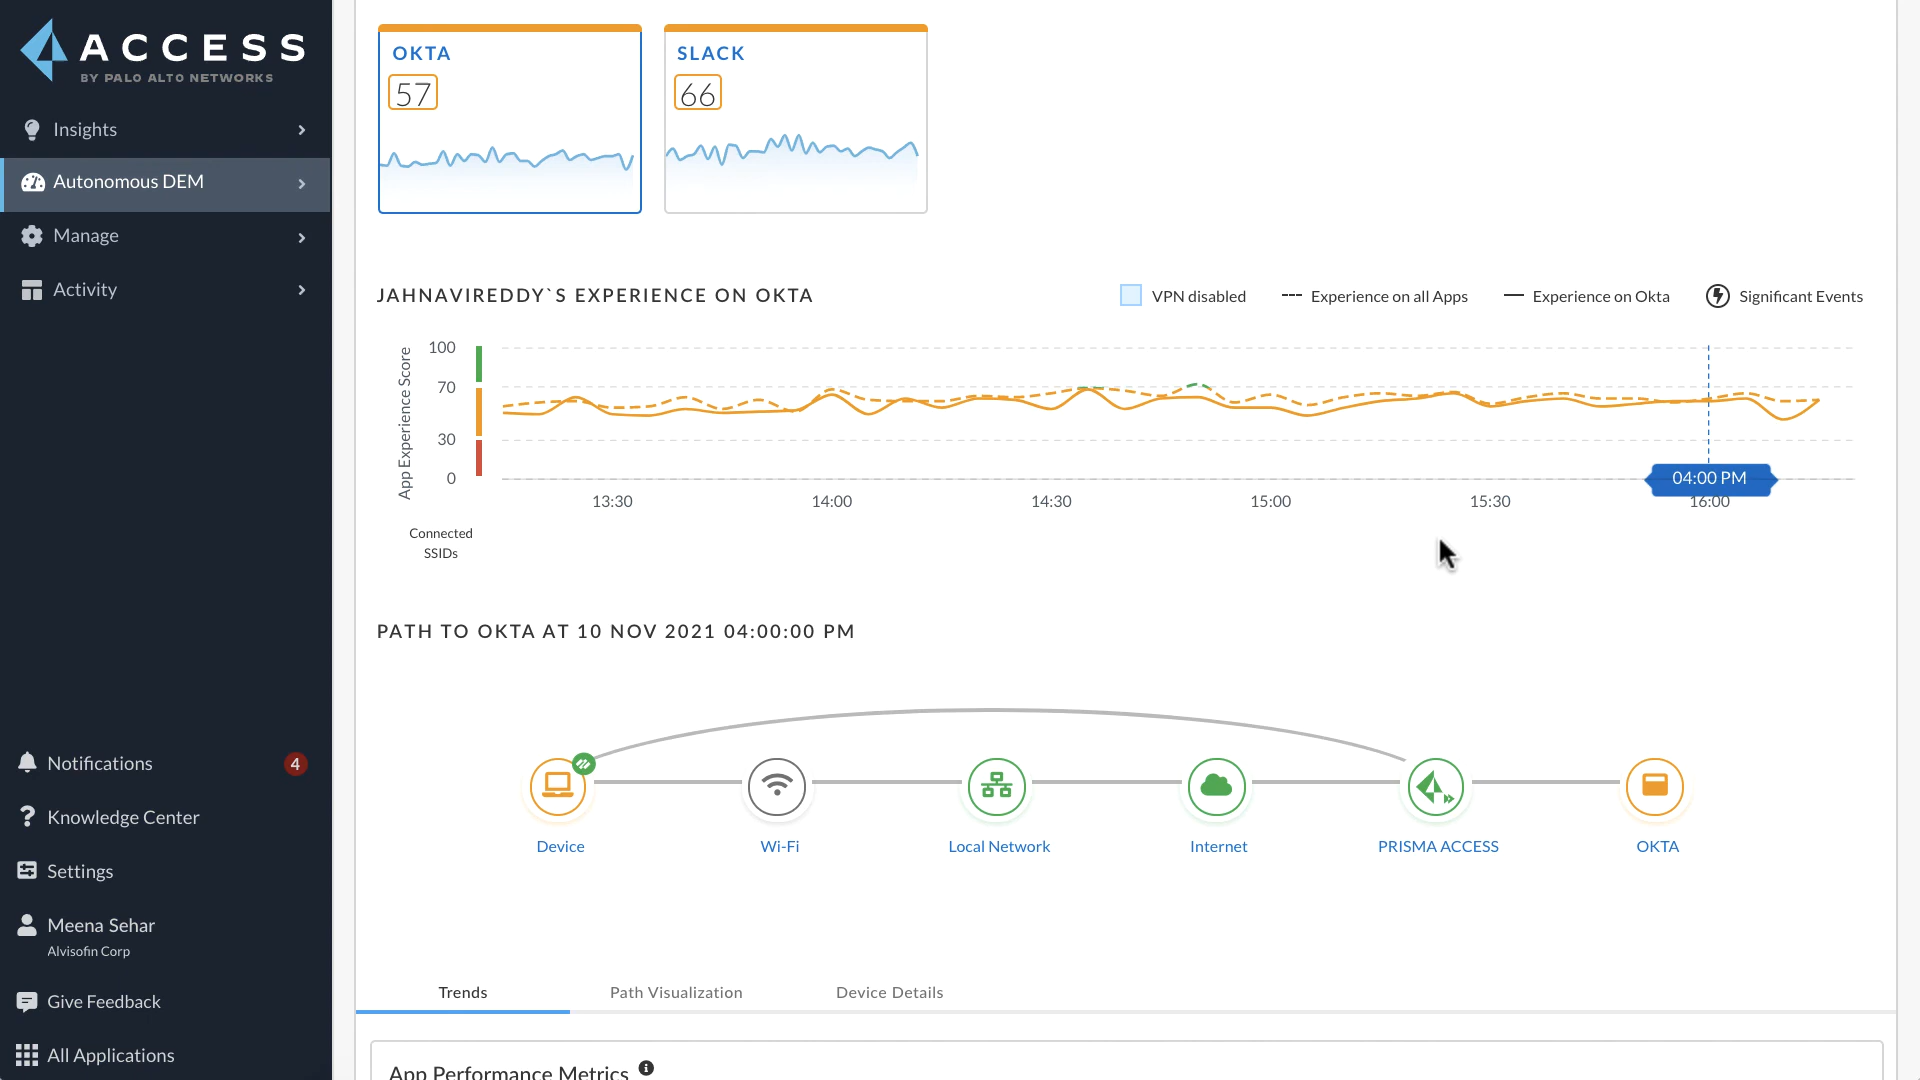 ACCESS
BY PALO ALTO NETWORKS
Insights
Autonomous DEM
Manage
Activity
Notifications 4
Knowledge Center
Settings
Meena Sehar
Alvisofin Corp
Give Feedback
All Applications
OKTA
57
SLACK
66
JAHNAVIREDDY`S EXPERIENCE ON OKTA
VPN disabled Experience on all Apps Experience on Okta Significant Events
App Experience Score
100
70
30
0
04:00 PM
13:30 14:00 14:30 15:00 15:30 16:00
Connected
SSIDs
PATH TO OKTA AT 10 NOV 2021 04:00:00 PM
Device Wi-Fi Local Network Internet PRISMA ACCESS OKTA
Trends Path Visualization Device Details
App Performance Metrics